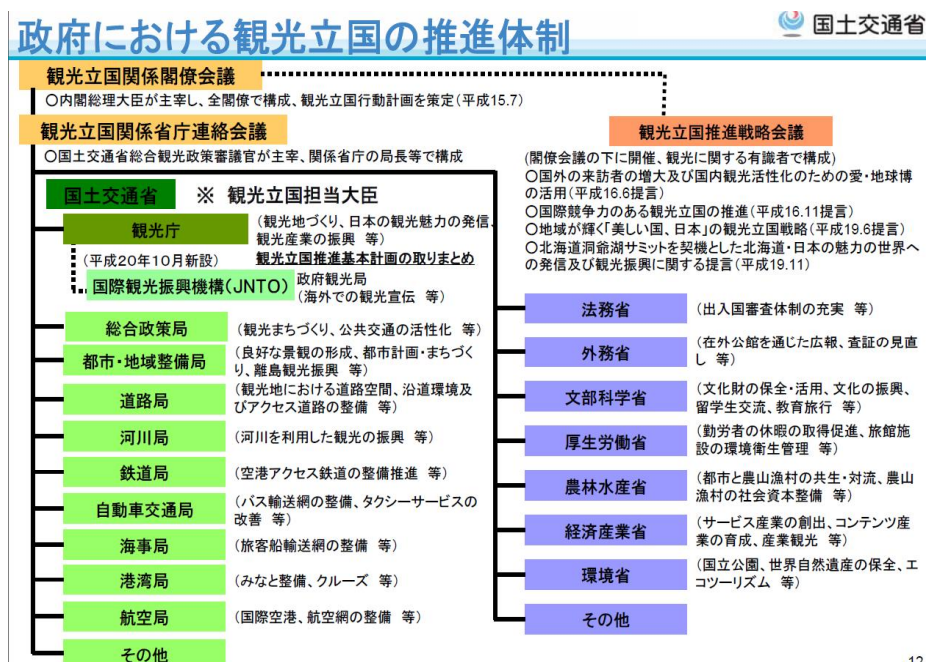 政府における観光立国の推進体制
国土交通省
観光立国関係閣僚会議
○内閣総理大臣が主宰し、全閣僚で構成、観光立国行動計画を策定(平成15.7)
観光立国関係省庁連絡会議
○国土交通省総合観光政策審議官が主宰、関係省庁の局長等で構成
観光立国推進戦略会議
(閣僚会議の下に開催、観光に関する有識者で構成)
○国外の来訪者の増大及び国内観光活性化のための愛・地球博
の活用(平成16.6提言)
○国際競争力のある観光立国の推進(平成16.11提言)
○地域が輝く「美しい国、日本」の観光立国戦略(平成19.6提言)
○北海道洞爺湖サミットを契機とした北海道・日本の魅力の世界へ
の発信及び観光振興に関する提言(平成19.11)
国土交通省
※ 観光立国担当大臣
観光庁
(観光地づくり、日本の観光魅力の発信、
観光産業の振興 等)
(平成20年10月新設)
観光立国推進基本計画の取りまとめ
国際観光振興機構(JNTO)
政府観光局
(海外での観光宣伝 等)
総合政策局
(観光まちづくり、公共交通の活性化 等)
都市・地域整備局
(良好な景観の形成、都市計画・まちづく
り、離島観光振興 等)
道路局
(観光地における道路空間、沿道環境及
びアクセス道路の整備 等)
河川局
(河川を利用した観光の振興 等)
鉄道局
(空港アクセス鉄道の整備推進 等)
自動車交通局
(バス輸送網の整備、タクシーサービスの
改善 等)
海事局
(旅客船輸送網の整備 等)
港湾局
(みなと整備、クルーズ 等)
航空局
(国際空港、航空網の整備 等)
その他
法務省
(出入国審査体制の充実 等)
外務省
(在外公館を通じた広報、査証の見直
し 等)
文部科学省
(文化財の保全・活用、文化の振興、
留学生交流、教育旅行 等)
厚生労働省
(勤労者の休暇の取得促進、旅館施
設の環境衛生管理 等)
農林水産省
(都市と農山漁村の共生・対流、農山
漁村の社会資本整備 等)
経済産業省
(サービス産業の創出、コンテンツ産
業の育成、産業観光 等)
環境省
(国立公園、世界自然遺産の保全、エ
コツーリズム 等)
その他
12